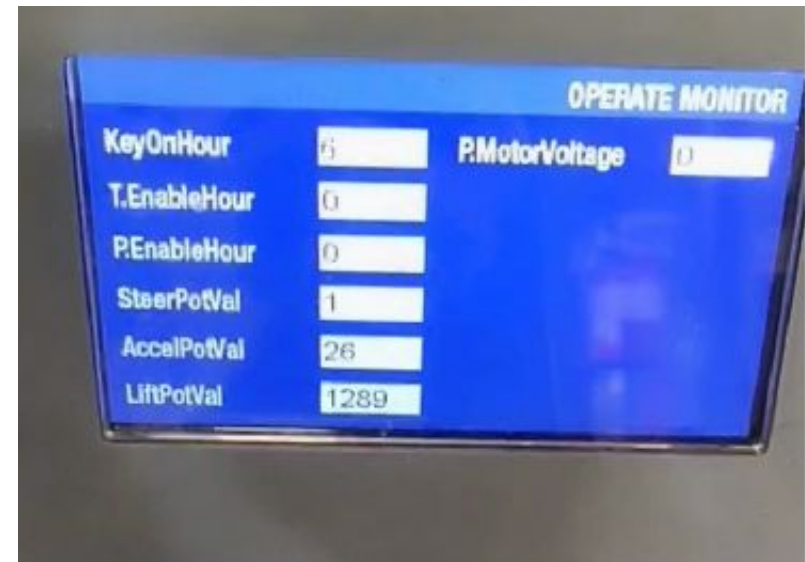 OPERATE MONITOR
KeyOnHour 6 P.MotorVoltage 0
T.EnableHour 0
P.EnableHour 0
SteerPotVal 1
AccelPotVal 26
LiftPotVal 1289